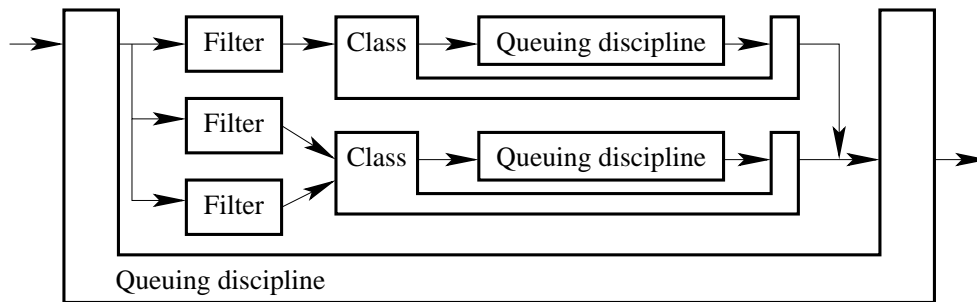 Filter
Class
Queuing discipline
Filter
Class
Queuing discipline
Filter
Queuing discipline